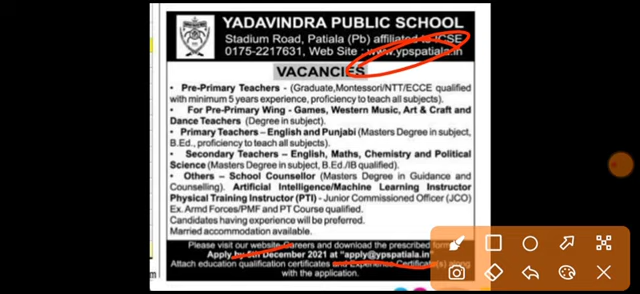 YADAVINDRA PUBLIC SCHOOL
Stadium Road, Patiala (Pb) affiliated to ICSE
0175-2217631, Web Site : www.ypspatiala.in
VACANCIES
• Pre-Primary Teachers - (Graduate,Montessori/NTT/ECCE qualified
with minimum 5 years experience, proficiency to teach all subjects).
• For Pre-Primary Wing - Games, Western Music, Art & Craft and
Dance Teachers (Degree in subject).
• Primary Teachers– English and Punjabi (Masters Degree in subject,
B.Ed., proficiency to teach all subjects).
• Secondary Teachers – English, Maths, Chemistry and Political
Science (Masters Degree in subject, B.Ed./IB qualified).
• Others – School Counsellor (Masters Degree in Guidance and
Counselling). Artificial Intelligence/Machine Learning Instructor
Physical Training Instructor (PTI) - Junior Commissioned Officer (JCO)
Ex. Armd Forces/PMF and PT Course qualified.
Candidates having experience will be preferred.
Married accommodation available.
Please visit our website Careers and download the prescribed form
Apply by December 2021 at "apply@ypspatiala.in"
Attach education qualification certificates and Experience Certificate(s) along
with the application.